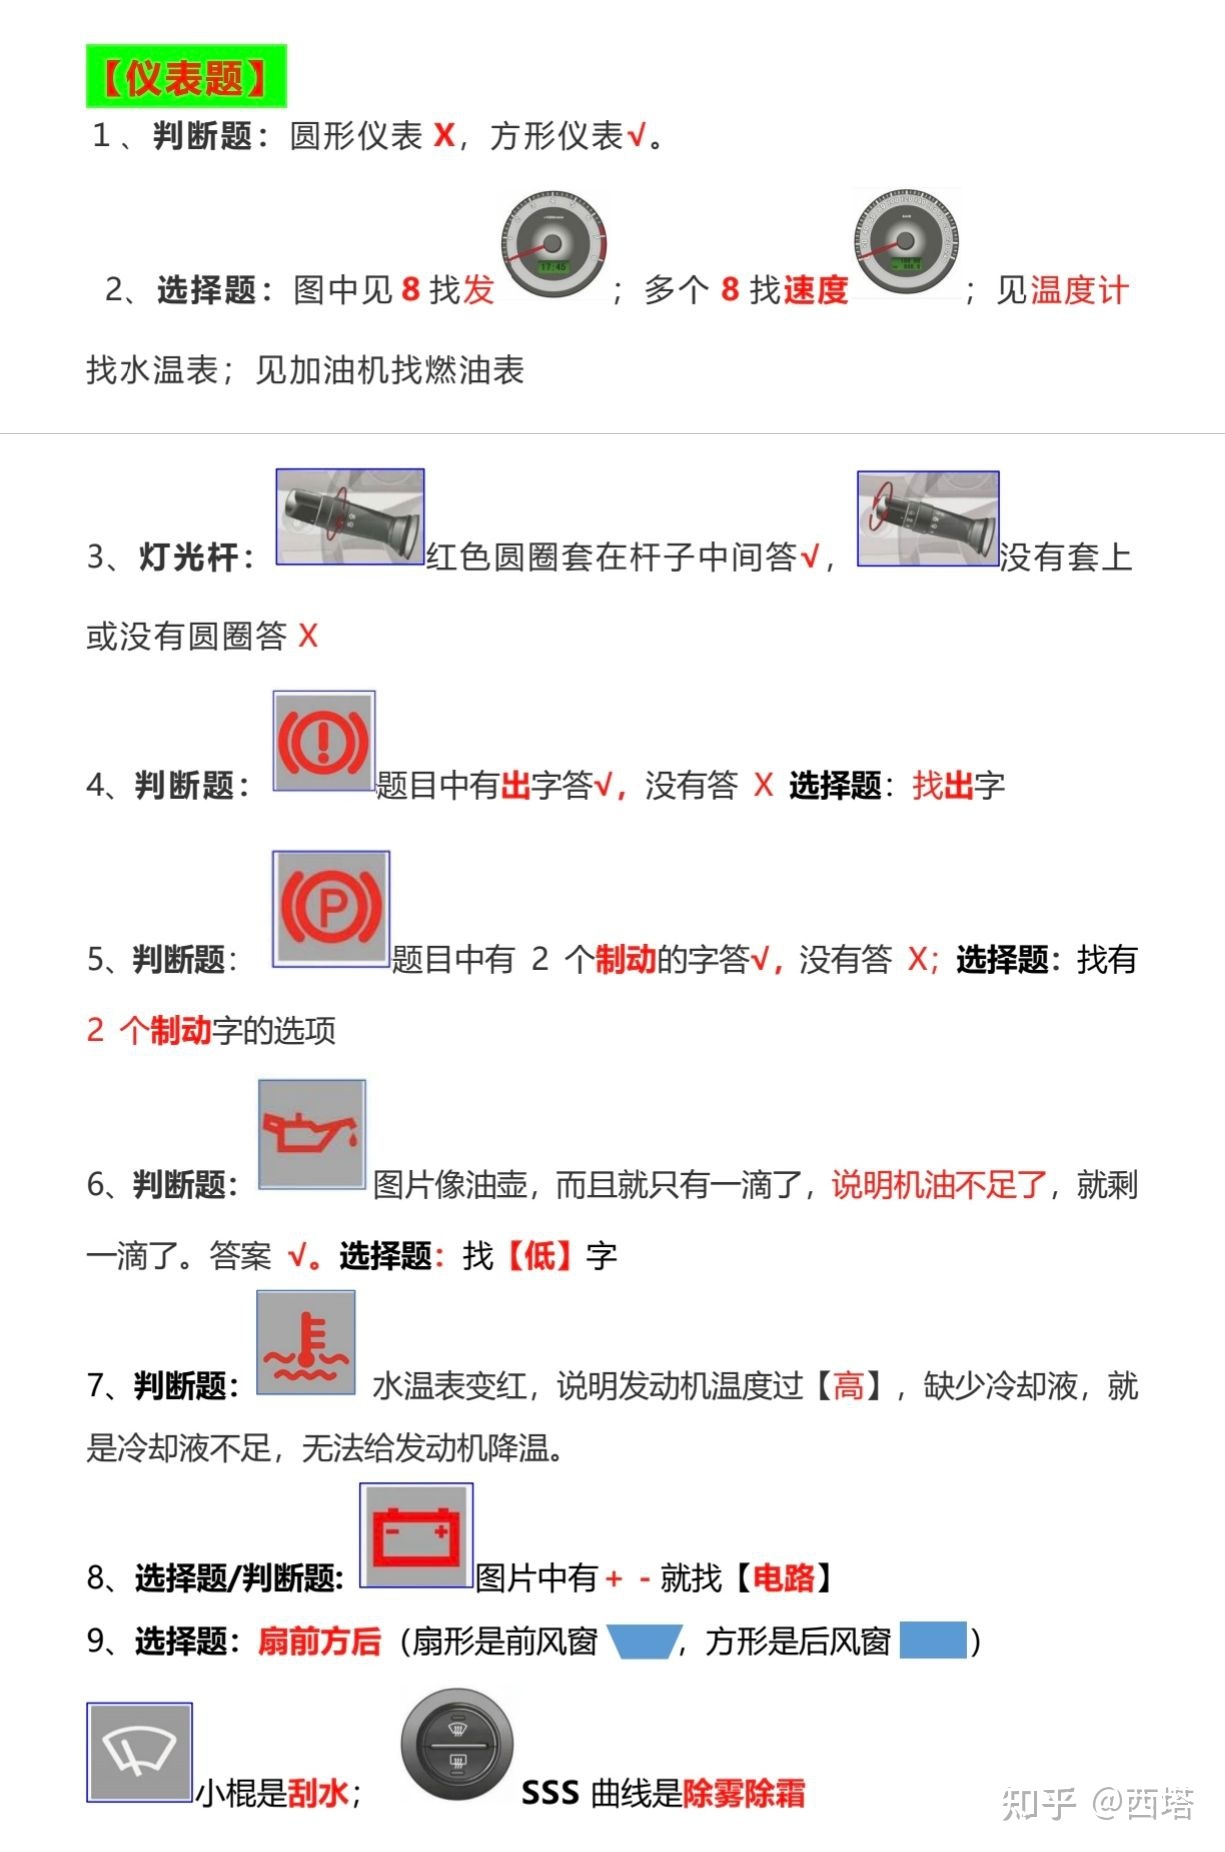 【仪表题】
1、判断题：圆形仪表 X，方形仪表√。
17:45
2、选择题：图中见 8 找发；多个 8 找速度；见温度计
找水温表；见加油机找燃油表
3、灯光杆：红色圆圈套在杆子中间答√，没有套上
或没有圆圈答 X
4、判断题：题目中有出字答√，没有答 X 选择题：找出字
P
5、判断题：题目中有 2 个制动的字答√，没有答 X；选择题：找有
2 个制动字的选项
6、判断题：图片像油壶，而且就只有一滴了，说明机油不足了，就剩
一滴了。答案 √。选择题：找【低】字
7、判断题：水温表变红，说明发动机温度过【高】，缺少冷却液，就
是冷却液不足，无法给发动机降温。
8、选择题/判断题:图片中有+ -就找【电路】
9、选择题：扇前方后（扇形是前风窗，方形是后风窗）
小棍是刮水；SSS 曲线是除雾除霜
知乎 @西塔